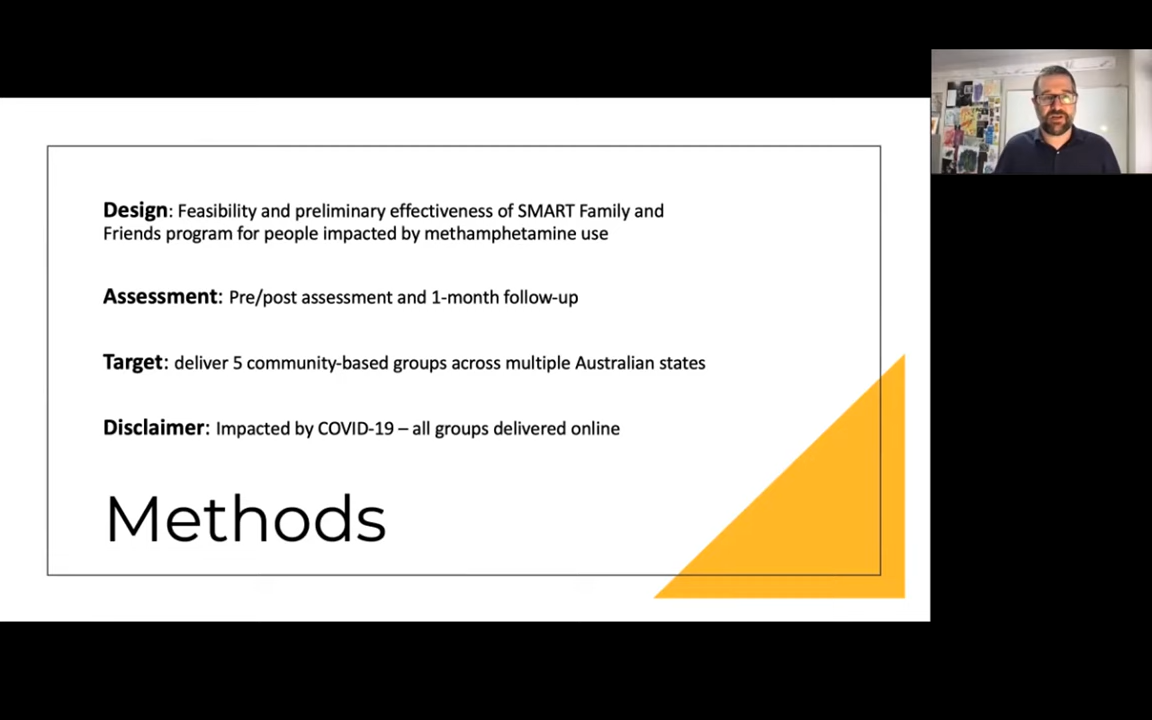 Design: Feasibility and preliminary effectiveness of SMART Family and
Friends program for people impacted by methamphetamine use
Assessment: Pre/post assessment and 1-month follow-up
Target: deliver 5 community-based groups across multiple Australian states
Disclaimer: Impacted by COVID-19 – all groups delivered online
Methods